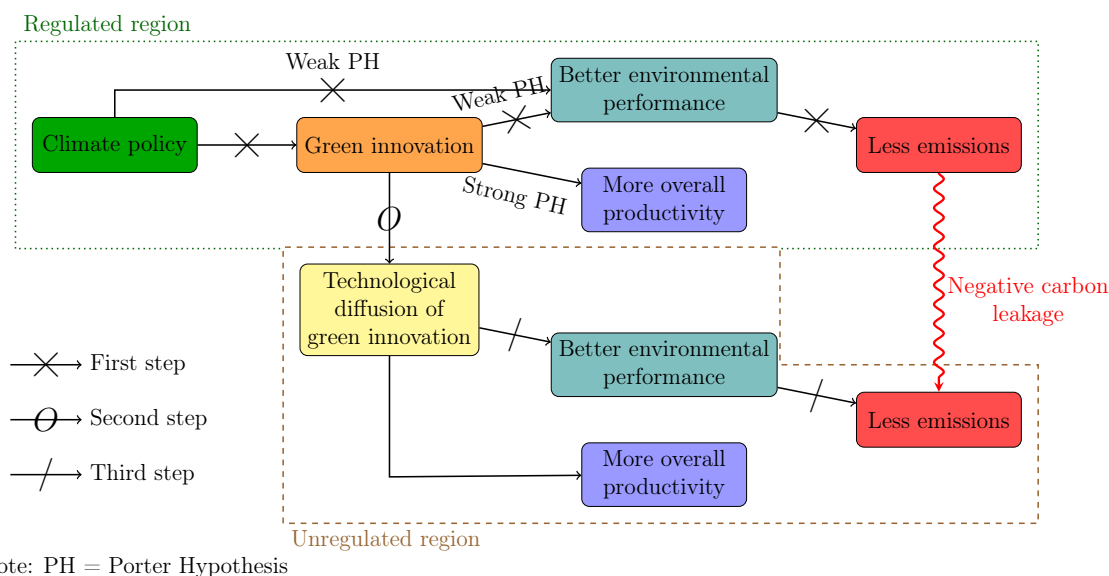 Regulated region
Weak PH
Weak PH
Better environmental
performance
Climate policy
Green innovation
Less emissions
Strong PH
More overall
productivity
O
Technological
diffusion of
green innovation
Negative carbon
leakage
Better environmental
performance
First step
Less emissions
O
Second step
More overall
productivity
Third step
Unregulated region
ote: PH = Porter Hypothesis